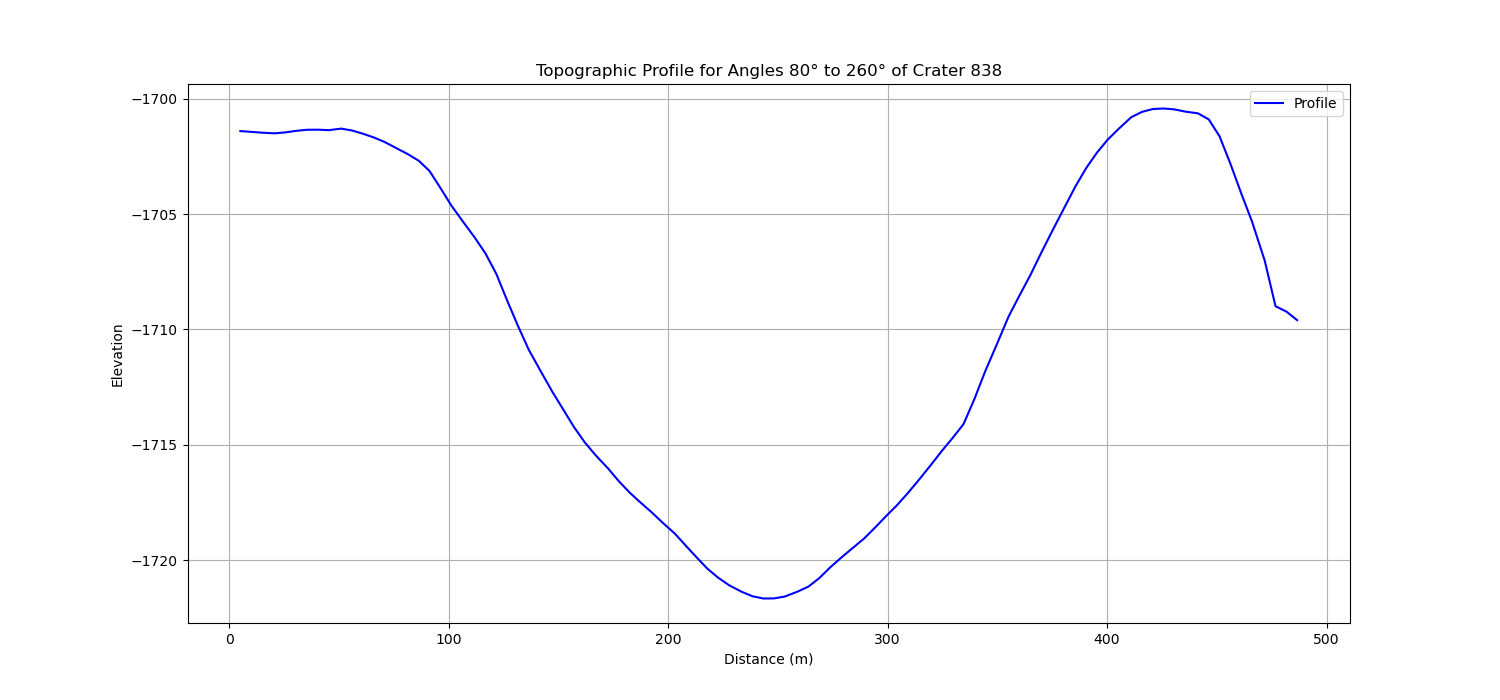 Topographic Profile for Angles 80° to 260° of Crater 838
Profile
−1700
−1705
−1710
−1715
−1720
Elevation
0 100 200 300 400 500
Distance (m)